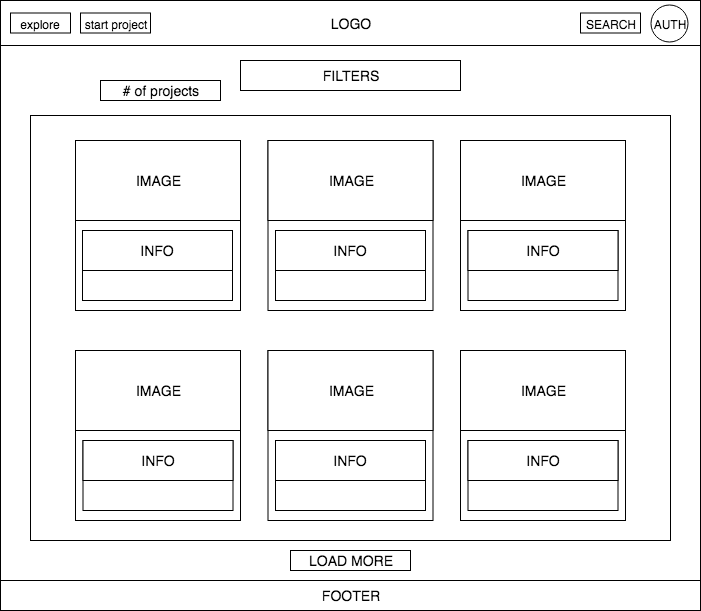 explore
start project
LOGO
SEARCH
AUTH
FILTERS
# of projects
IMAGE
IMAGE
IMAGE
INFO
INFO
INFO
IMAGE
IMAGE
IMAGE
INFO
INFO
INFO
LOAD MORE
FOOTER